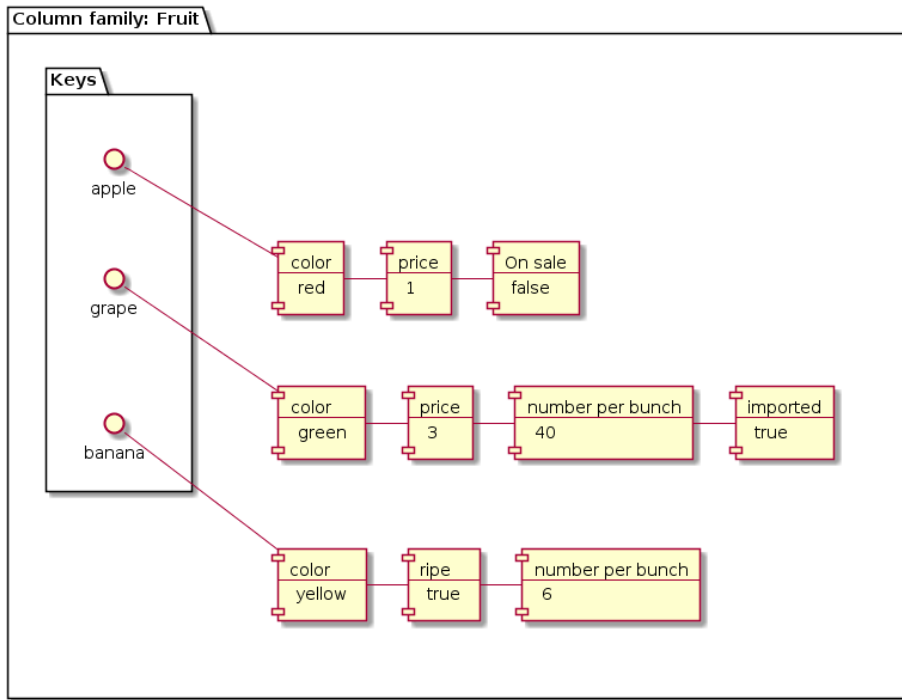 Column family: Fruit
Keys
apple
color
price
On sale
red
1
false
grape
color
price
number per bunch
imported
green
3
40
true
banana
color
ripe
number per bunch
yellow
true
6